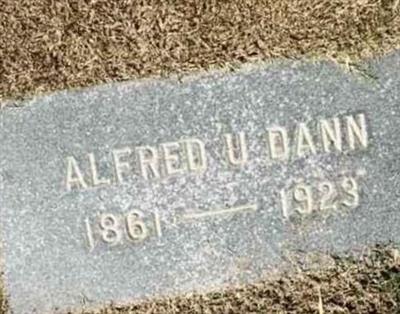 ALFRED U DANN
1861 — 1923